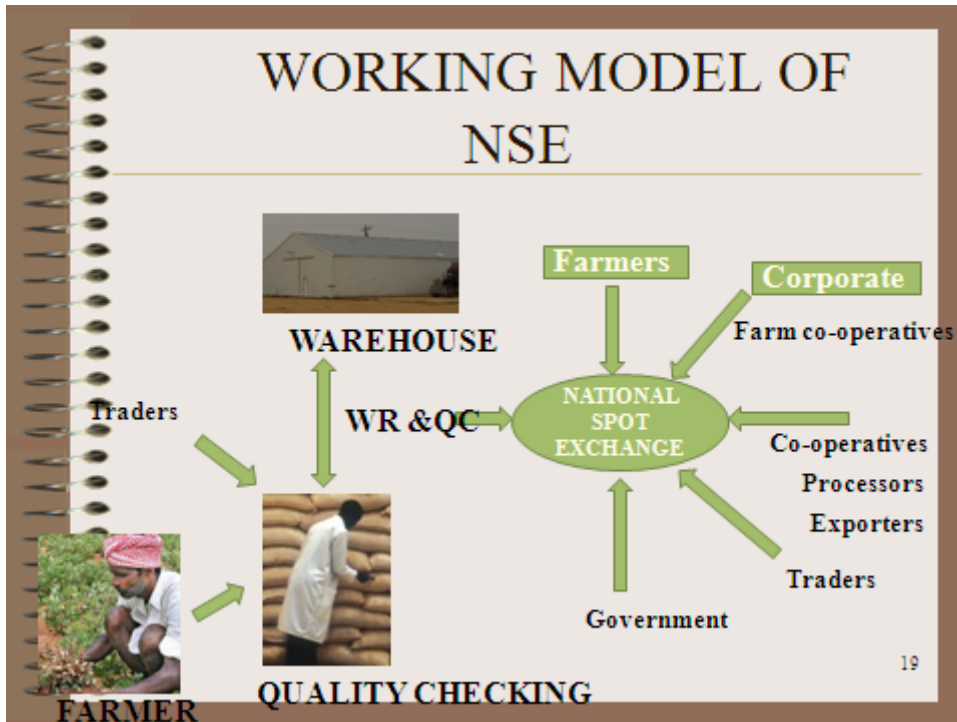 WORKING MODEL OF
NSE
Farmers
Corporate
Farm co-operatives
WAREHOUSE
NATIONAL
SPOT
EXCHANGE
Traders
WR &QC
Co-operatives
Processors
Exporters
Traders
Government
19
QUALITY CHECKING
FARMER